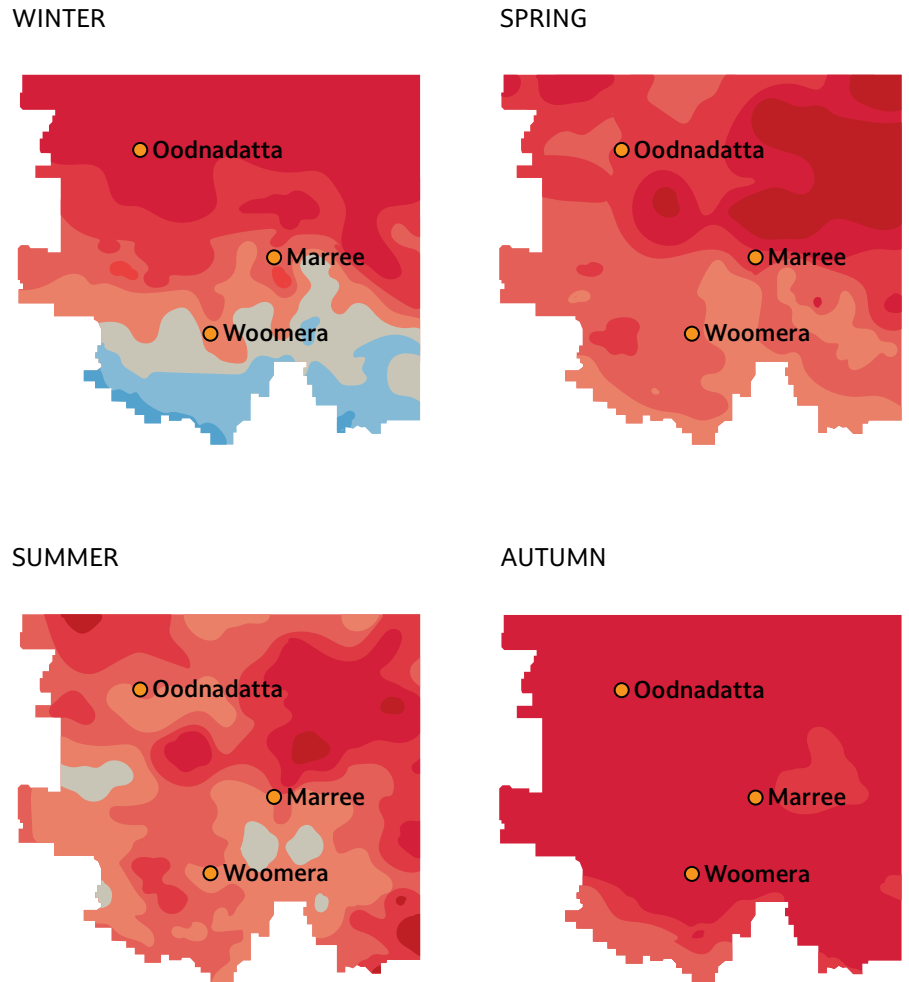 WINTER
SPRING
Oodnadatta
Oodnadatta
Marree
Marree
Woomera
Woomera
SUMMER
AUTUMN
Oodnadatta
Oodnadatta
Marree
Marree
Woomera
Woomera